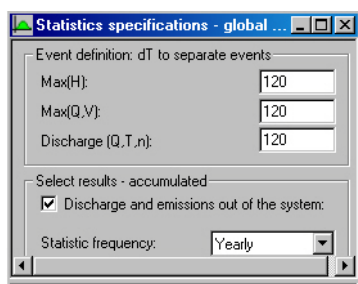 Statistics specifications - global ...
Event definition: dT to separate events
Max(H): 120
Max(Q,V): 120
Discharge (Q,T,n): 120
Select results - accumulated
Discharge and emissions out of the system:
Statistic frequency: Yearly